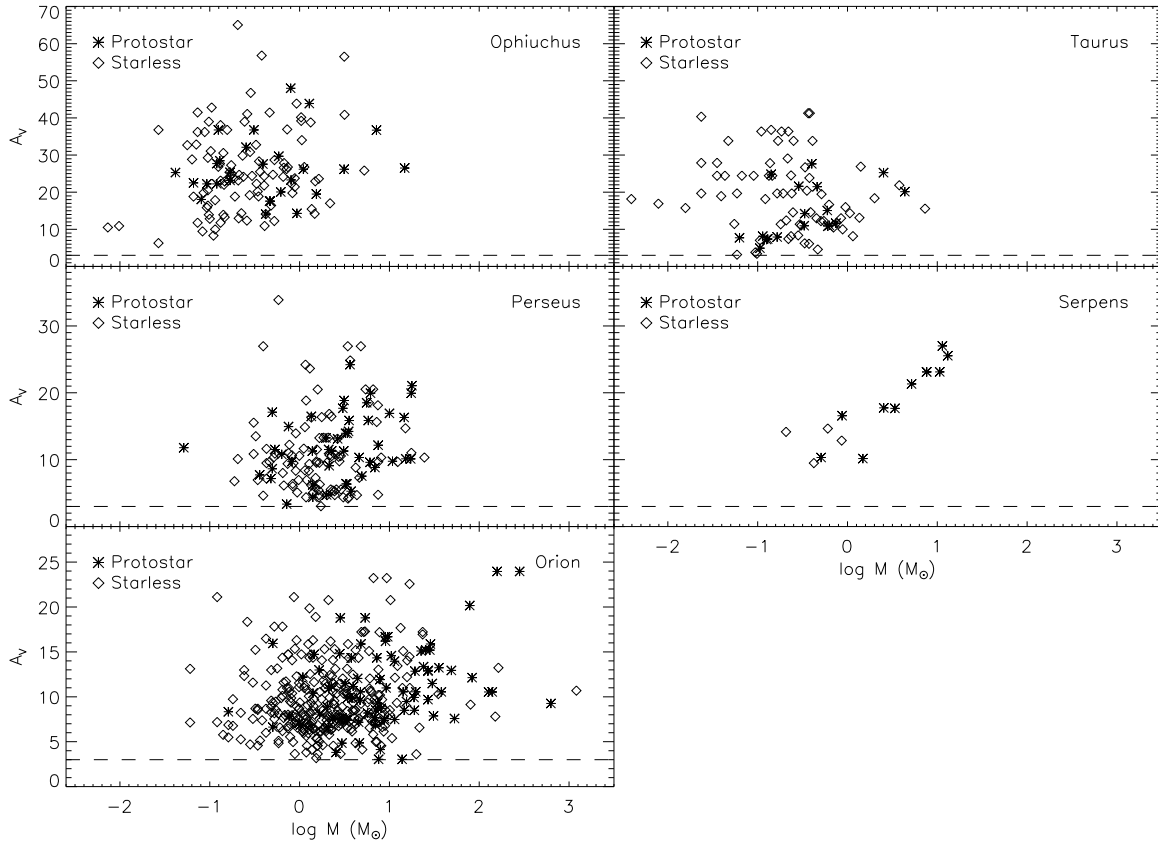 70
60
50
40
30
20
10
0
A_v
* Protostar
◇ Starless
Ophiuchus
* Protostar
◇ Starless
Taurus
30
20
10
0
A_v
* Protostar
◇ Starless
Perseus
* Protostar
◇ Starless
Serpens
−2 −1 0 1 2 3
log M (M⊙)
25
20
15
10
5
0
A_v
* Protostar
◇ Starless
Orion
−2 −1 0 1 2 3
log M (M⊙)